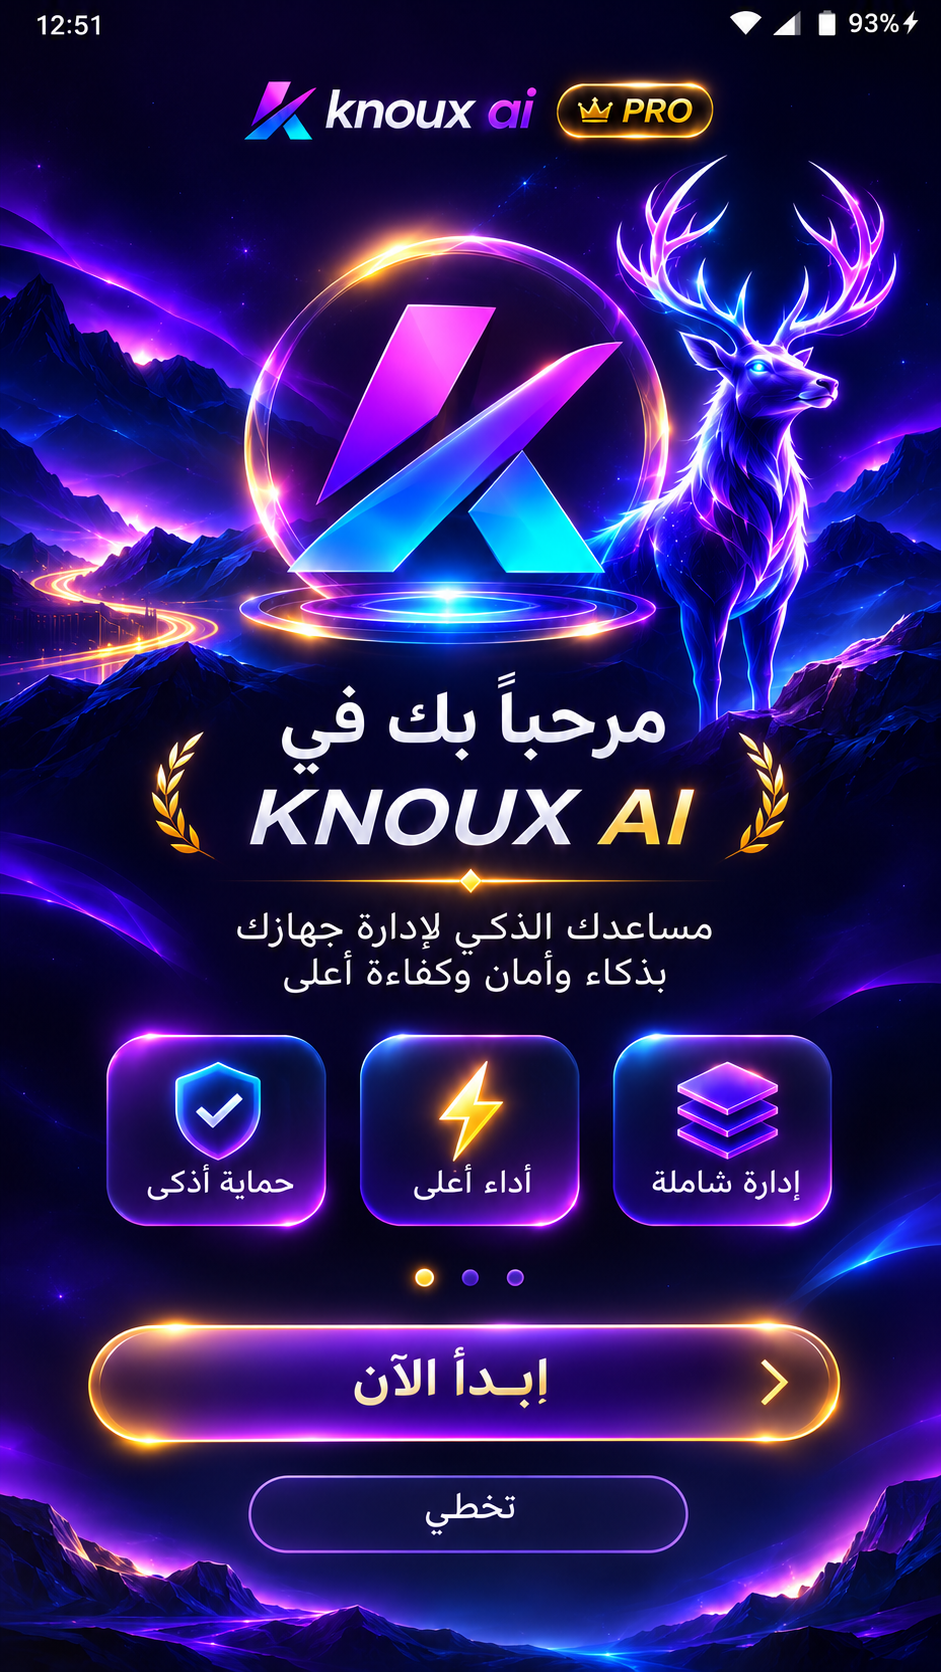 12:51
93%
knoux ai
PRO
مرحباً بك في
KNOUX AI
مساعدك الذكي لإدارة جهازك
بذكاء وأمان وكفاءة أعلى
إدارة شاملة
أداء أعلى
حماية أذكى
إبـدأ الآن
تخطي